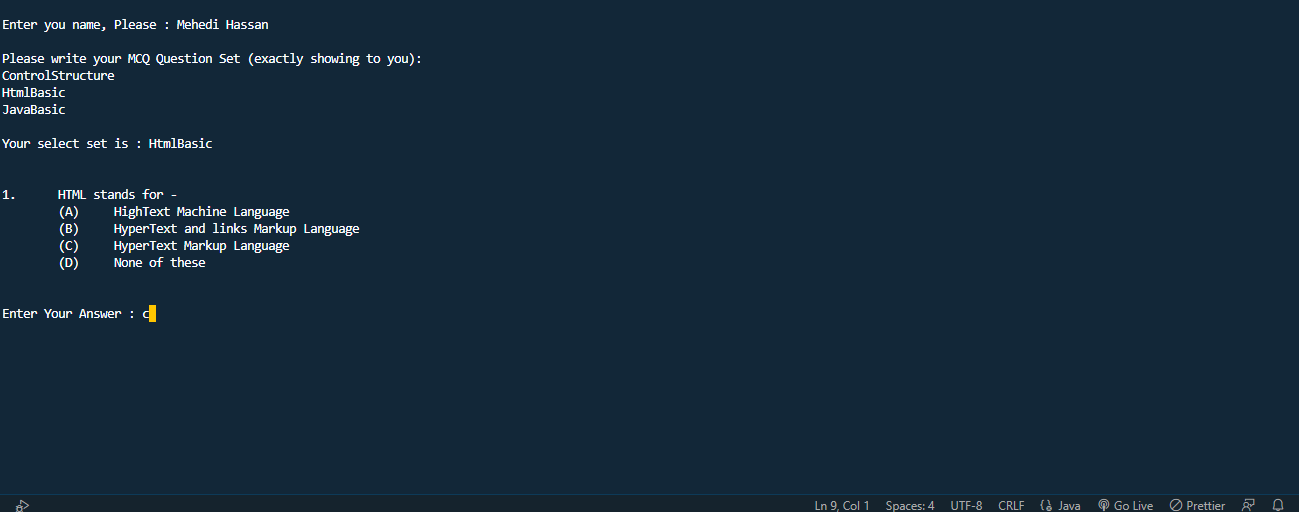 Enter you name, Please : Mehedi Hassan
Please write your MCQ Question Set (exactly showing to you):
ControlStructure
HtmlBasic
JavaBasic
Your select set is : HtmlBasic
1. HTML stands for -
(A) HighText Machine Language
(B) HyperText and links Markup Language
(C) HyperText Markup Language
(D) None of these
Enter Your Answer : c
Ln 9, Col 1 Spaces: 4 UTF-8 CRLF Java Go Live Prettier